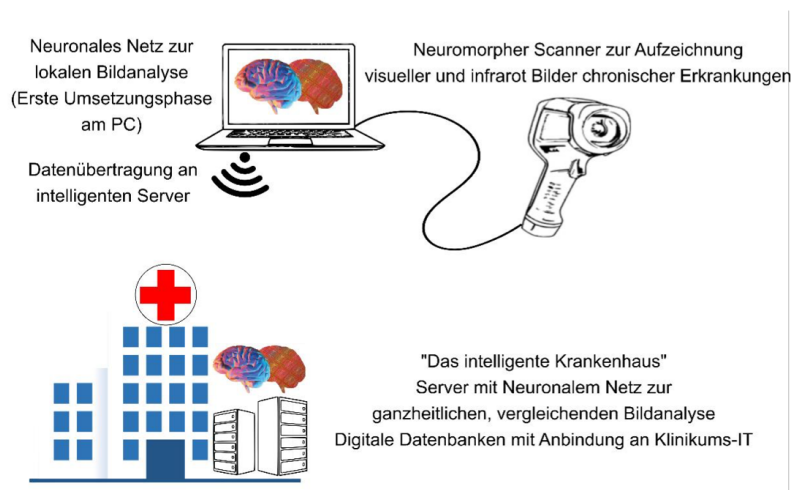 Neuronales Netz zur
lokalen Bildanalyse
(Erste Umsetzungsphase
am PC)
Datenübertragung an
intelligenten Server
Neuromorpher Scanner zur Aufzeichnung
visueller und infrarot Bilder chronischer Erkrankungen
"Das intelligente Krankenhaus"
Server mit Neuronalem Netz zur
ganzheitlichen, vergleichenden Bildanalyse
Digitale Datenbanken mit Anbindung an Klinikums-IT